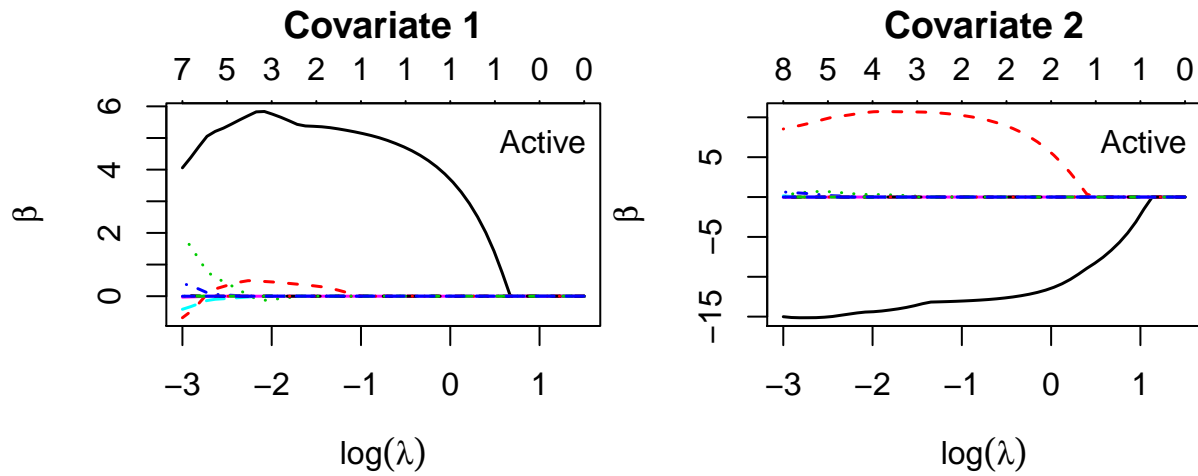 Covariate 1
7 5 3 2 1 1 1 1 0 0
Active
β
6
4
2
0
−3 −2 −1 0 1
log(λ)
Covariate 2
8 5 4 3 2 2 2 1 1 0
Active
β
5
−5
−15
−3 −2 −1 0 1
log(λ)